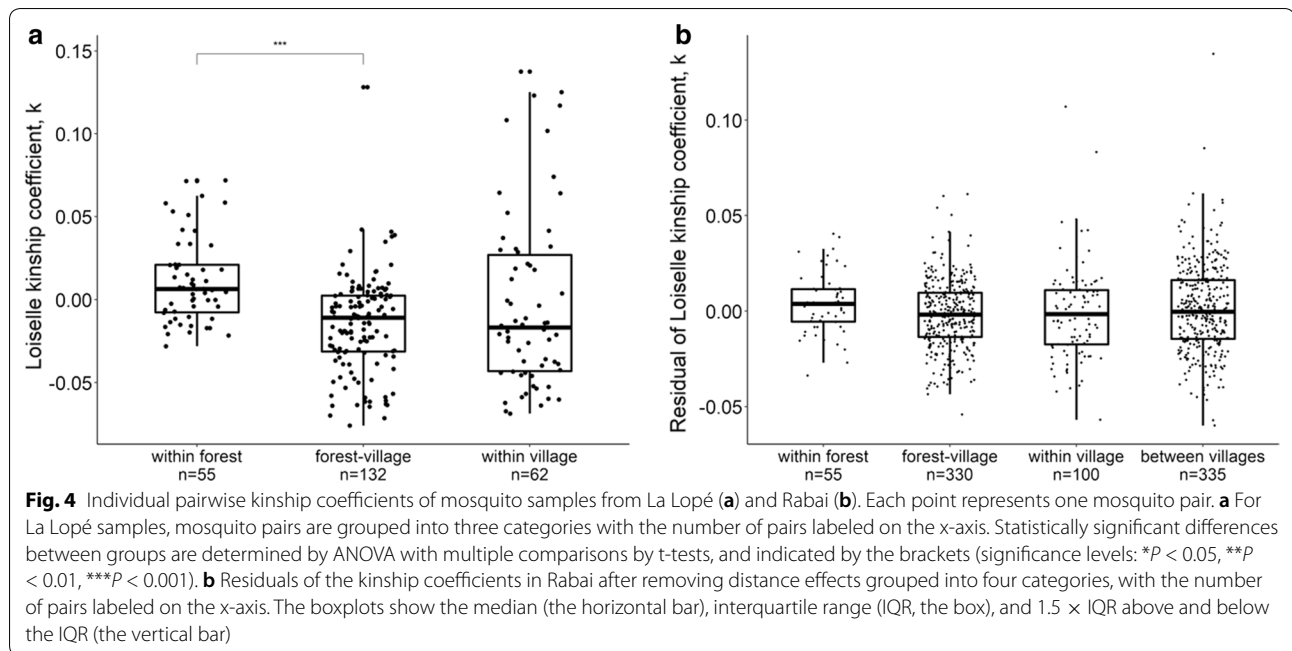 a
***
Loiselle kinship coefficient, k
0.15
0.10
0.05
0.00
-0.05
within forest
n=55
forest-village
n=132
within village
n=62
b
Residual of Loiselle kinship coefficient, k
0.10
0.05
0.00
-0.05
within forest
n=55
forest-village
n=330
within village
n=100
between villages
n=335
Fig. 4 Individual pairwise kinship coefficients of mosquito samples from La Lopé (a) and Rabai (b). Each point represents one mosquito pair. a For
La Lopé samples, mosquito pairs are grouped into three categories with the number of pairs labeled on the x-axis. Statistically significant differences
between groups are determined by ANOVA with multiple comparisons by t-tests, and indicated by the brackets (significance levels: *P < 0.05, **P
< 0.01, ***P < 0.001). b Residuals of the kinship coefficients in Rabai after removing distance effects grouped into four categories, with the number
of pairs labeled on the x-axis. The boxplots show the median (the horizontal bar), interquartile range (IQR, the box), and 1.5 × IQR above and below
the IQR (the vertical bar)